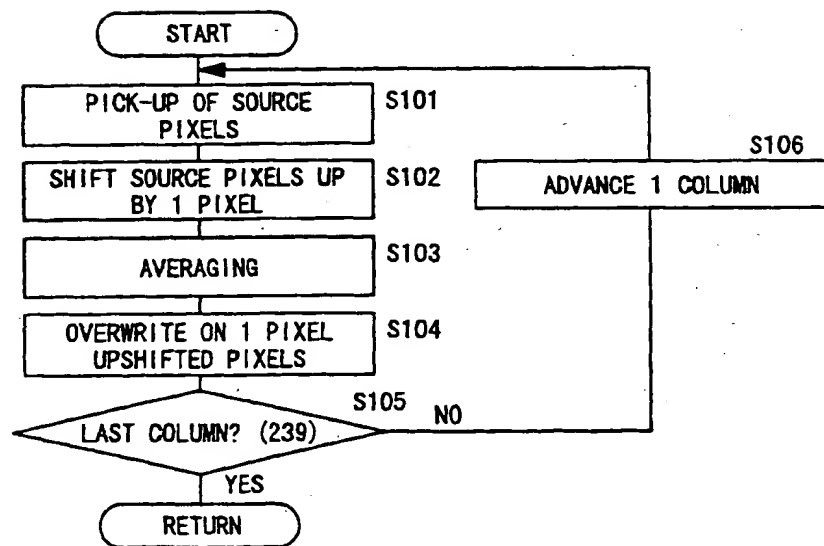 START
PICK-UP OF SOURCE
PIXELS
S101
SHIFT SOURCE PIXELS UP
BY 1 PIXEL
S102
AVERAGING
S103
OVERWRITE ON 1 PIXEL
UPSHIFTED PIXELS
S104
LAST COLUMN? (239)
S105
NO
YES
RETURN
S106
ADVANCE 1 COLUMN